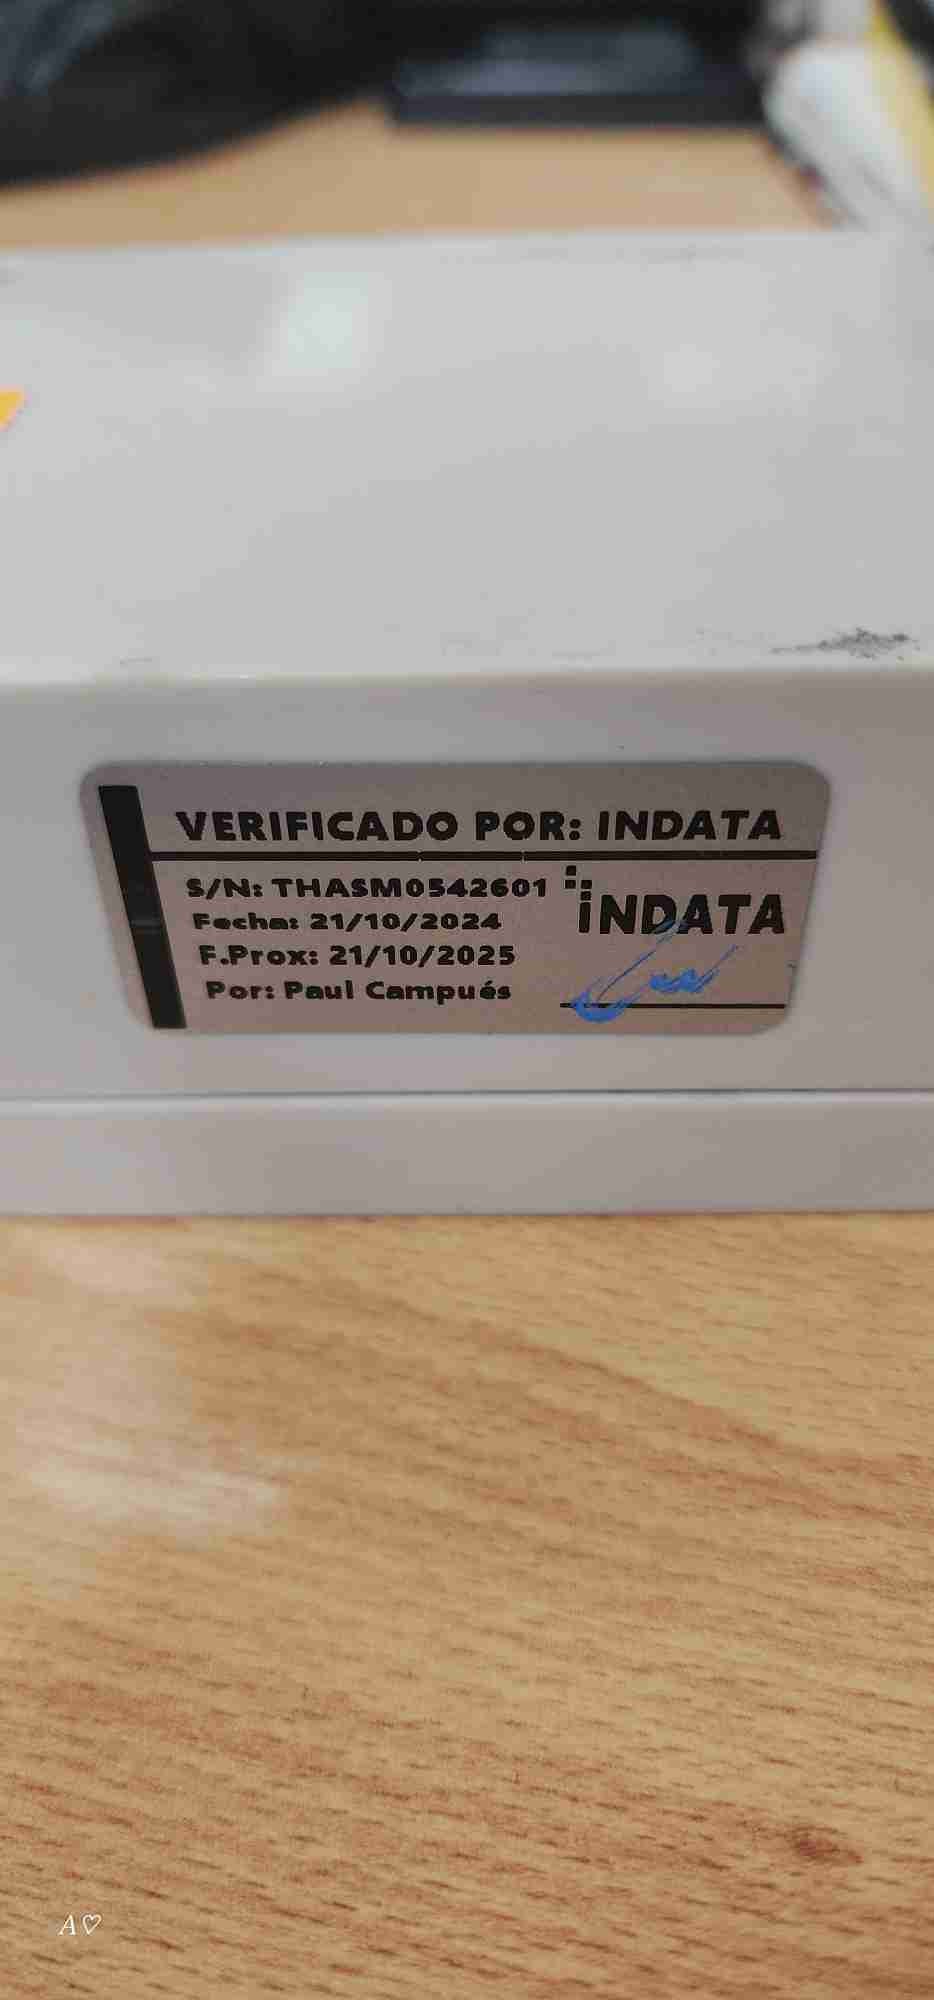 VERIFICADO POR: INDATA
S/N: THASM0542601
Fecha: 21/10/2024
F.Prox: 21/10/2025
Por: Paul Campués
iNDATA
A♡